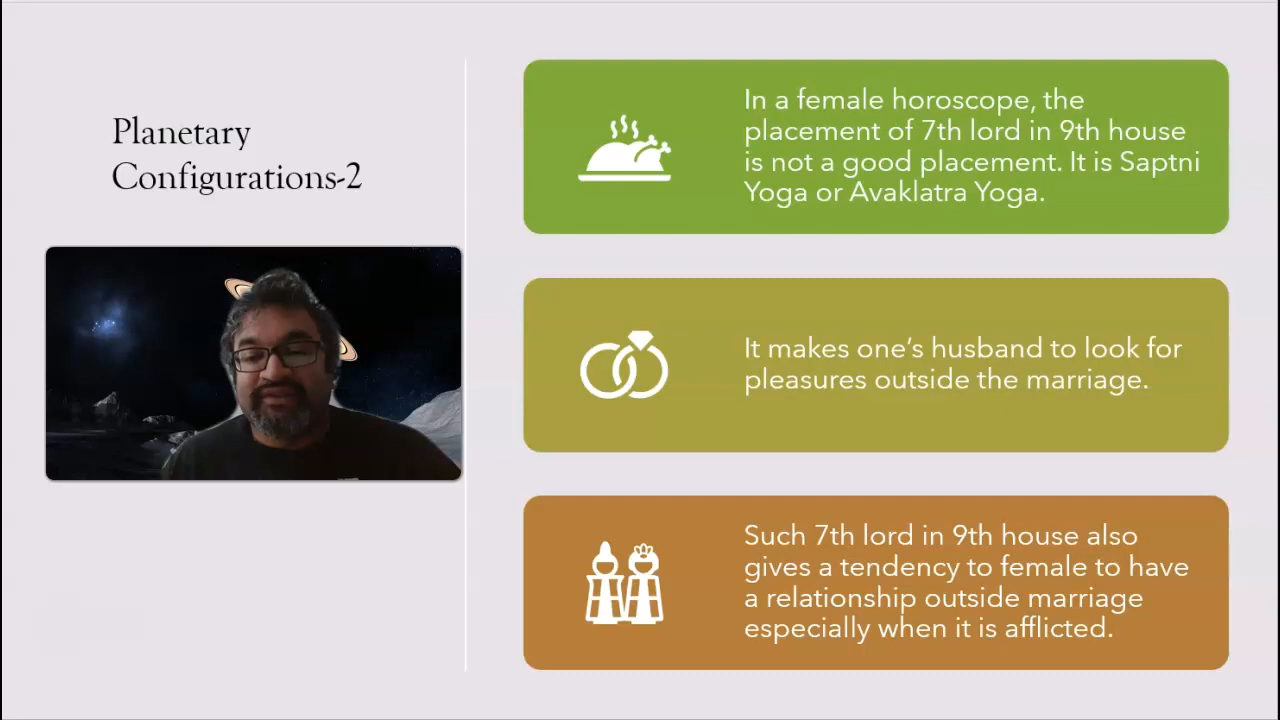 Planetary
Configurations-2
In a female horoscope, the
placement of 7th lord in 9th house
is not a good placement. It is Saptni
Yoga or Avaklatra Yoga.
It makes one’s husband to look for
pleasures outside the marriage.
Such 7th lord in 9th house also
gives a tendency to female to have
a relationship outside marriage
especially when it is afflicted.